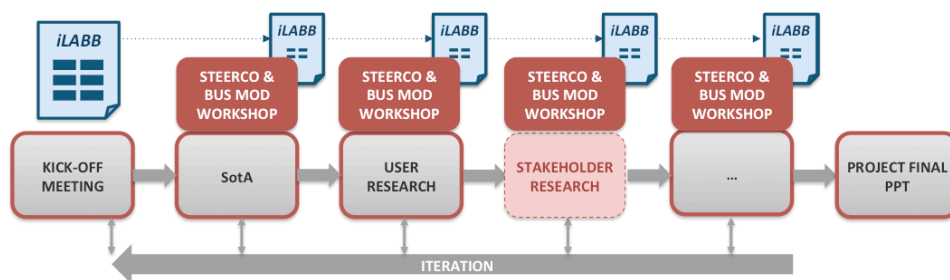 iLABB
iLABB
iLABB
iLABB
iLABB
STEERCO &
BUS MOD
WORKSHOP
STEERCO &
BUS MOD
WORKSHOP
STEERCO &
BUS MOD
WORKSHOP
STEERCO &
BUS MOD
WORKSHOP
KICK-OFF
MEETING
SotA
USER
RESEARCH
STAKEHOLDER
RESEARCH
...
PROJECT FINAL
PPT
ITERATION